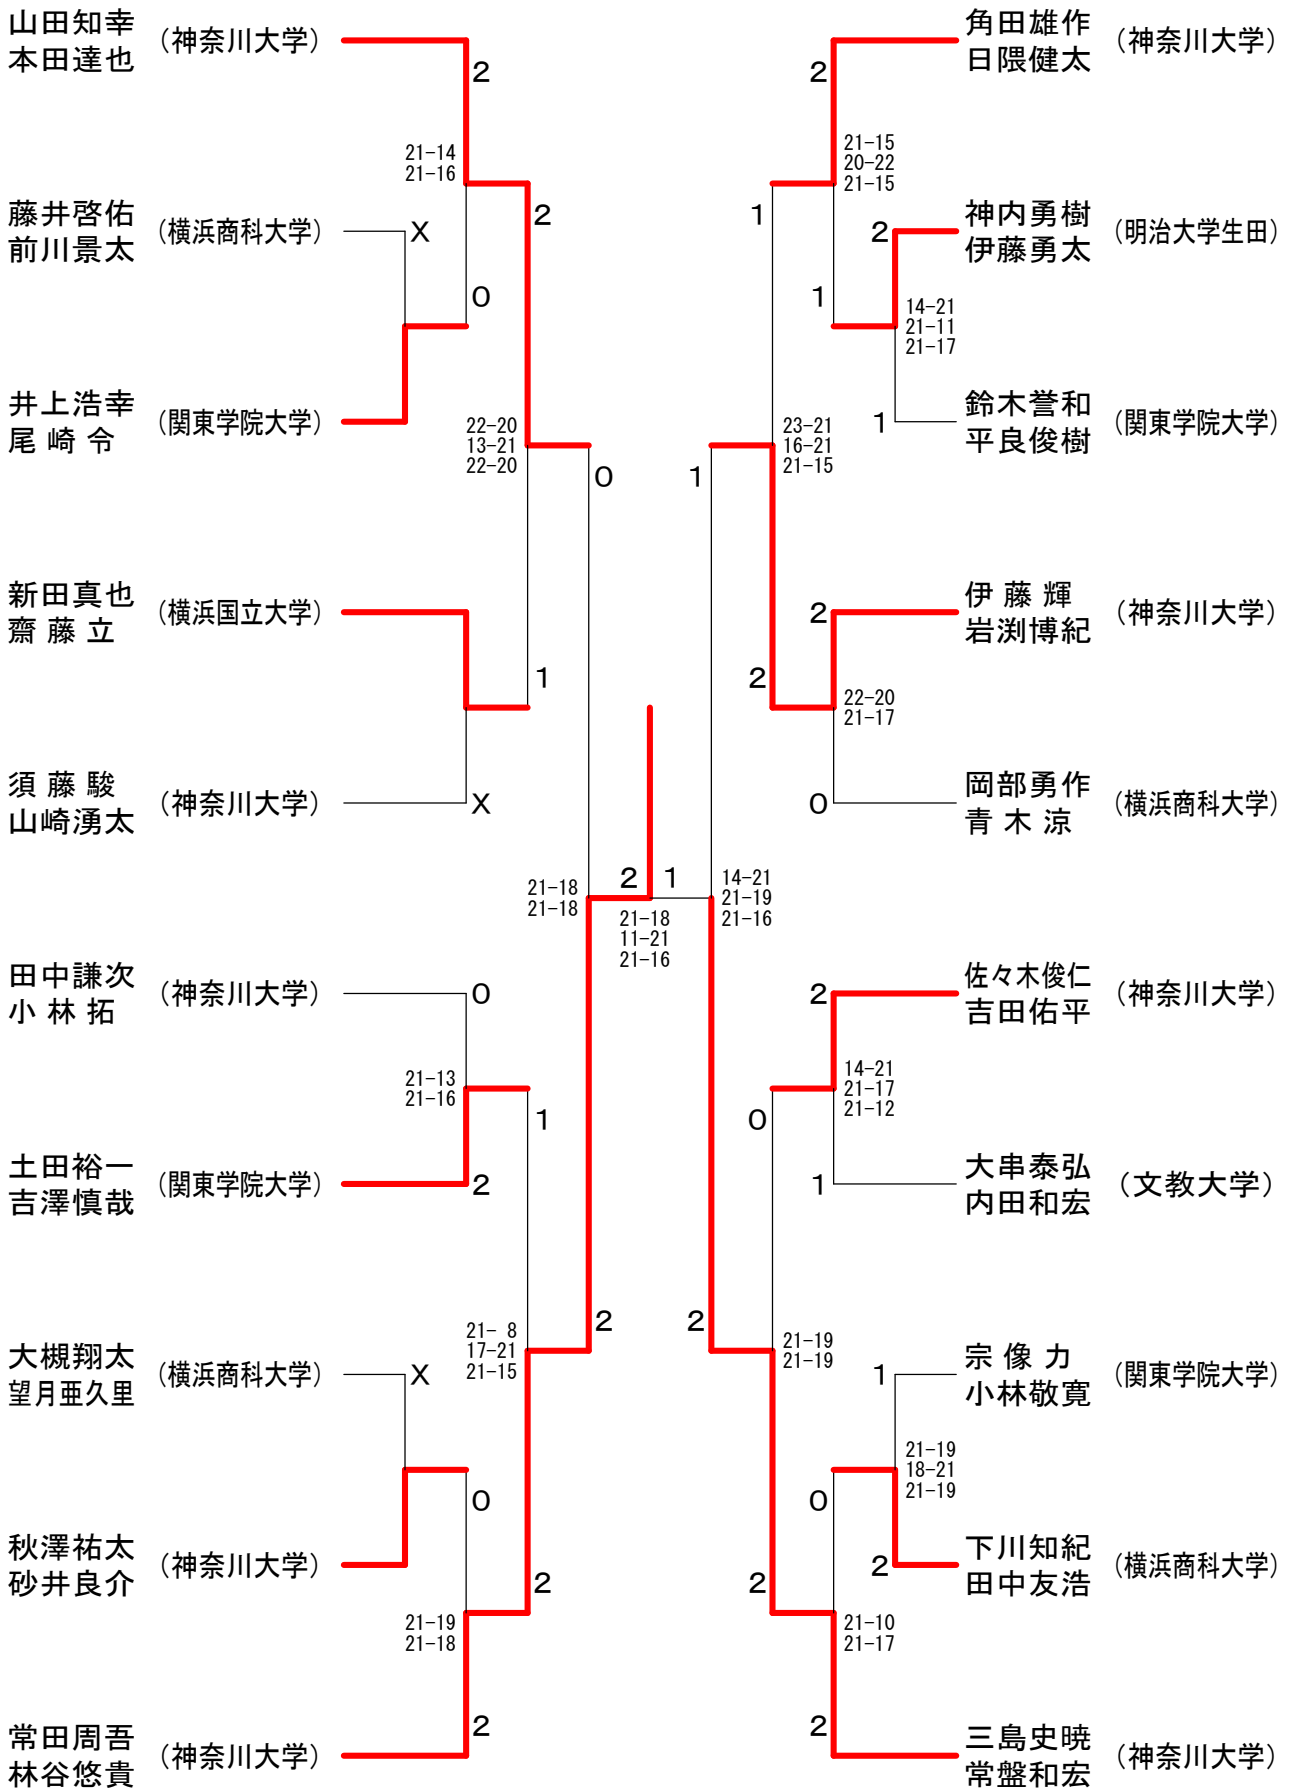 山田知幸
本田達也
(神奈川大学)
2
21-14
21-16
藤井啓佑
前川景太
(横浜商科大学)
X
2
0
井上浩幸
尾崎令
(関東学院大学)
22-20
13-21
22-20
0
新田真也
齋藤立
(横浜国立大学)
1
須藤駿
山崎湧太
(神奈川大学)
X
21-18
21-18
田中謙次
小林拓
(神奈川大学)
0
21-13
21-16
1
土田裕一
吉澤慎哉
(関東学院大学)
2
21- 8
17-21
21-15
2
大槻翔太
望月亜久里
(横浜商科大学)
X
0
秋澤祐太
砂井良介
(神奈川大学)
2
21-19
21-18
常田周吾
林谷悠貴
(神奈川大学)
2
2
1
21-18
11-21
21-16
角田雄作
日隈健太
(神奈川大学)
2
21-15
20-22
21-15
1
神内勇樹
伊藤勇太
(明治大学生田)
2
1
14-21
21-11
21-17
鈴木誉和
平良俊樹
(関東学院大学)
1
23-21
16-21
21-15
1
伊藤輝
岩渕博紀
(神奈川大学)
2
2
22-20
21-17
岡部勇作
青木涼
(横浜商科大学)
0
14-21
21-19
21-16
佐々木俊仁
吉田佑平
(神奈川大学)
2
14-21
21-17
21-12
0
大串泰弘
内田和宏
(文教大学)
1
2
21-19
21-19
宗像力
小林敬寛
(関東学院大学)
1
21-19
18-21
21-19
0
下川知紀
田中友浩
(横浜商科大学)
2
2
21-10
21-17
三島史暁
常盤和宏
(神奈川大学)
2